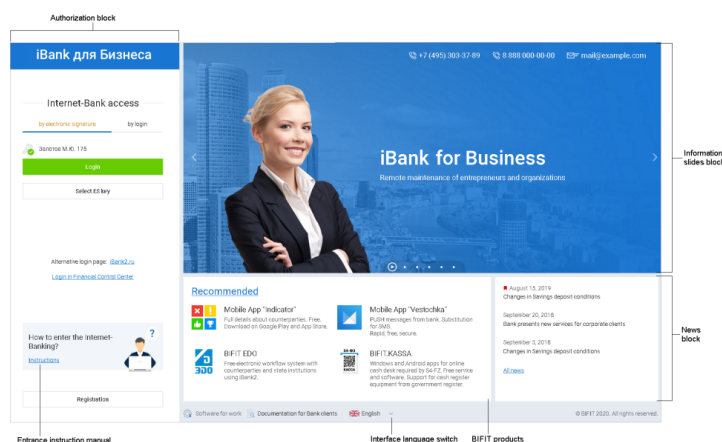 Authorization block
iBank для Бизнеса
+7 (495) 303-37-89
8 888 000-00-00
mail@example.com
Internet-Bank
access
by electronic signature
by login
Золотов М.Ю. 175
Login
Select ES key
iBank for Business
Remote maintenance of entrepreneurs and organizations
Information
slides block
Alternative login page: iBank2.ru
Login in Financial Control
Center
How to enter the Internet-
Banking?
Instructions
Registration
Recommended
Mobile App "Indicator"
Full details about counterparties. Free.
Download on Google Play and App Store.
Mobile App "Vestochka"
PUSH messages from bank. Substitution
for SMS.
Rapid, free, secure.
BIFIT EDO
Free electronic workflow system with
counterparties and state institutions
using iBank2.
BIFIT.KASSA
Windows and Android apps for online
cash desk required by 54-FZ. Free service
and software. Support for cash register
equipment from government register.
August 15, 2019
Changes in Savings deposit conditions
September 20, 2018
Bank presents new services for corporate clients
September 3, 2018
Changes in Savings deposit conditions
All news
News
block
Software for work
Documentation for Bank clients
English
© BIFIT 2020. All rights reserved.
Entrance instruction manual
Interface language switch
BIFIT products